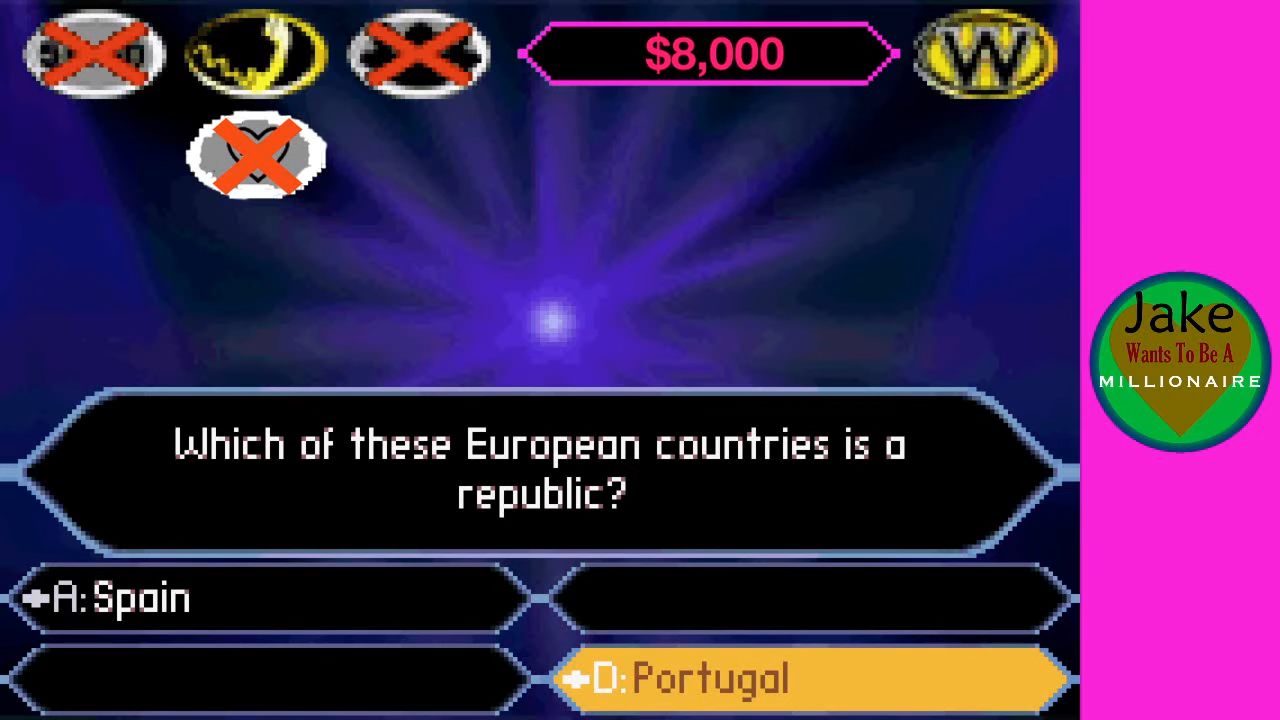 $8,000
W
Jake
Wants To Be A
MILLIONAIRE
Which of these European countries is a
republic?
A: Spain
D: Portugal